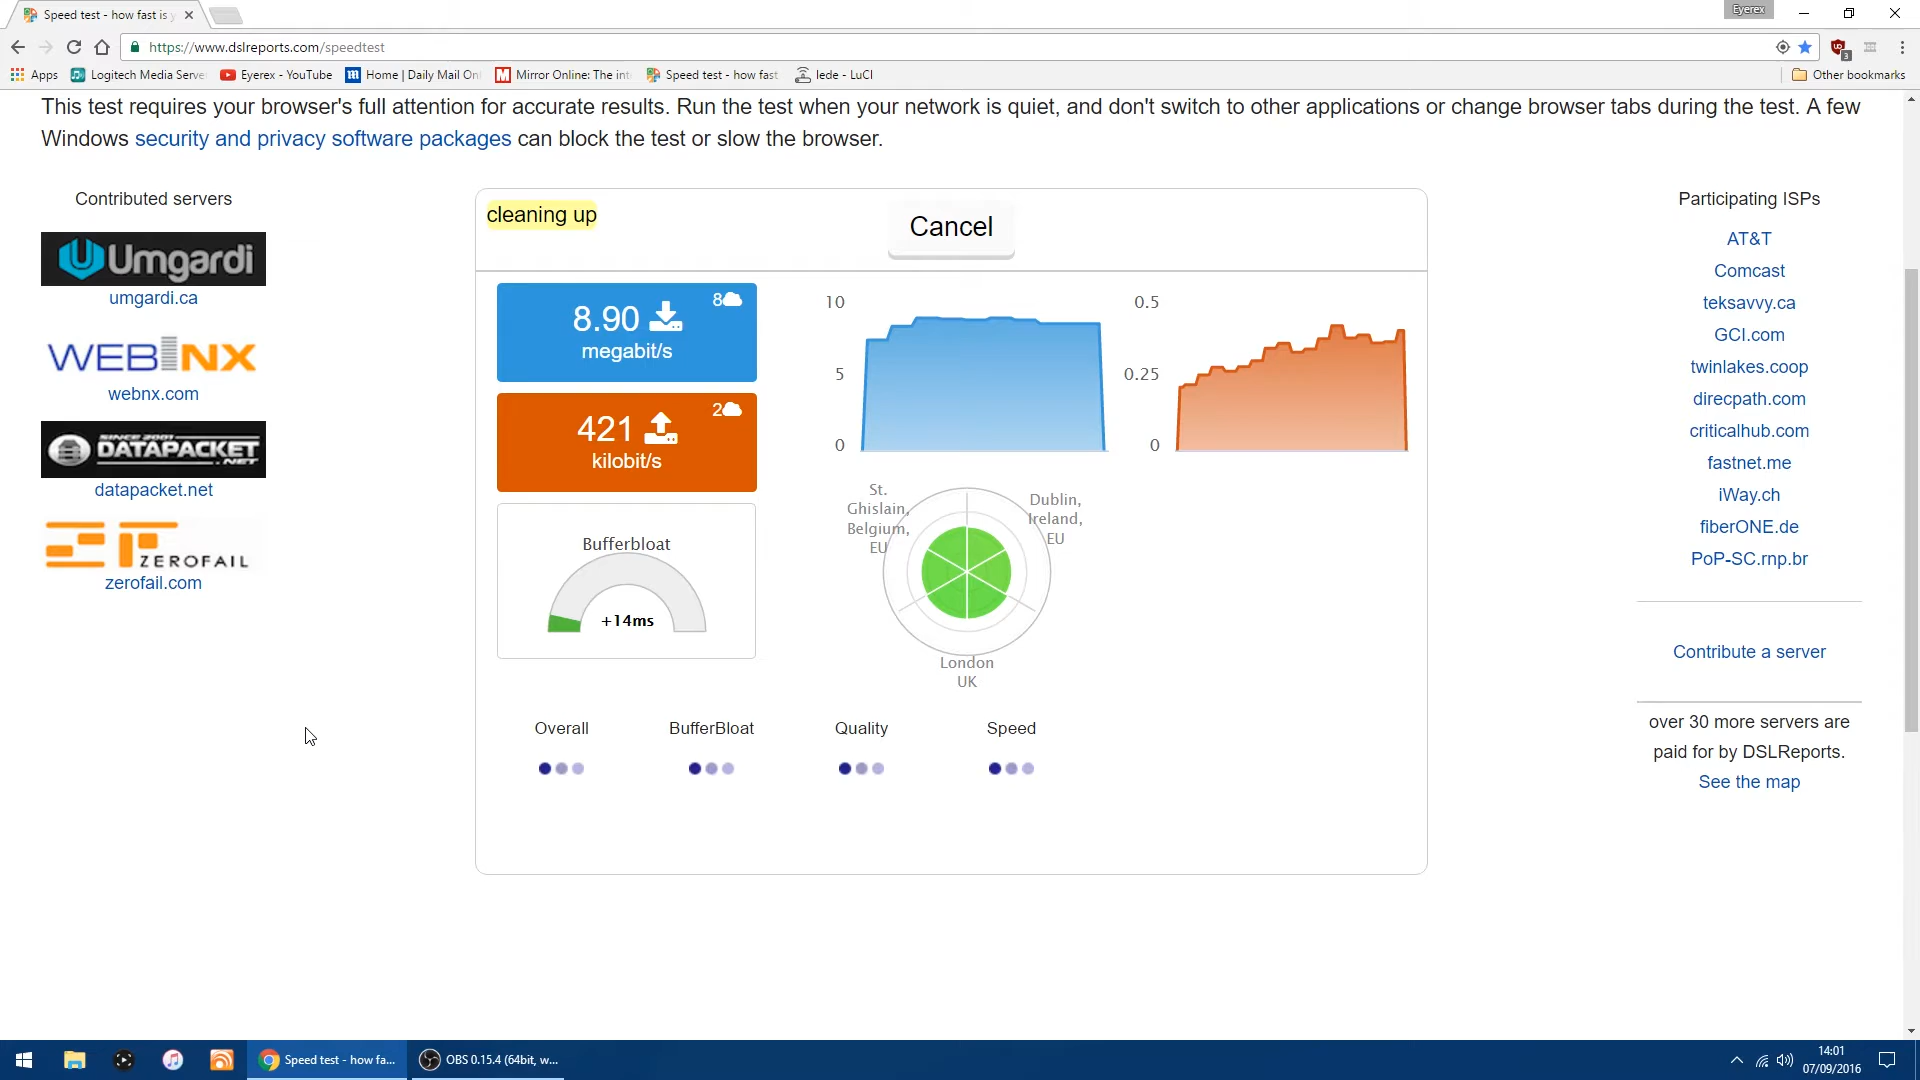 Speed test - how fast is y
Eyerex
https://www.dslreports.com/speedtest
3
Apps
Logitech Media Serve
Eyerex - YouTube
Home | Daily Mail On
Mirror Online: The int
Speed test - how fast
lede - LuCI
Other bookmarks
This test requires your browser's full attention for accurate results. Run the test when your network is quiet, and don't switch to other applications or change browser tabs during the test. A few
Windows security and privacy software packages can block the test or slow the browser.
Contributed servers
Umgardi
umgardi.ca
WEBNX
webnx.com
SINCE 2001
DATAPACKET
.NET
datapacket.net
ZEROFAIL
zerofail.com
cleaning up
Cancel
8.90
8
megabit/s
421
2
kilobit/s
10
5
0
0.5
0.25
0
Bufferbloat
+14ms
St.
Ghislain,
Belgium,
EU
Dublin,
Ireland,
EU
London
UK
Overall
BufferBloat
Quality
Speed
Participating ISPs
AT&T
Comcast
teksavvy.ca
GCI.com
twinlakes.coop
direcpath.com
criticalhub.com
fastnet.me
iWay.ch
fiberONE.de
PoP-SC.rnp.br
Contribute a server
over 30 more servers are
paid for by DSLReports.
See the map
Speed test - how fa...
OBS 0.15.4 (64bit, w...
14:01
07/09/2016